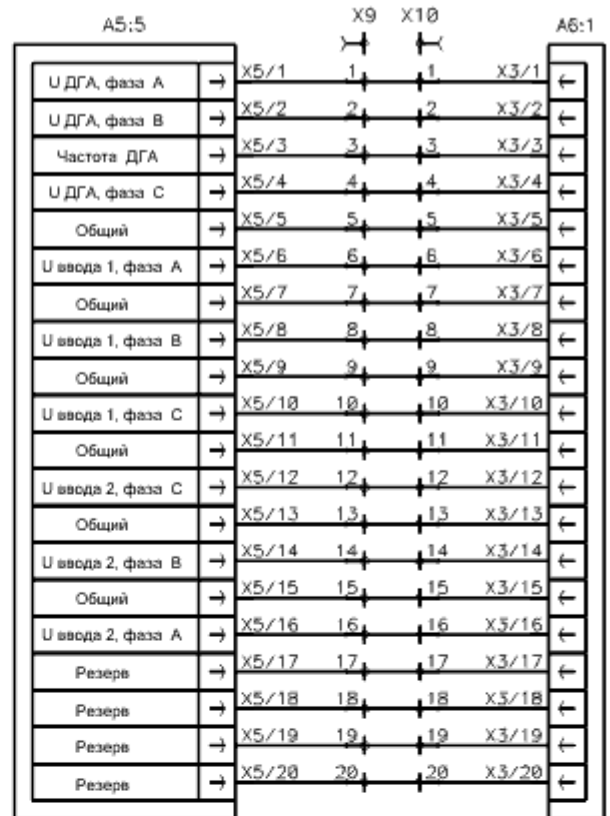 X9 X10
A5:5 A6:1
U ДГА, фаза A X5/1 1 1 X3/1
U ДГА, фаза B X5/2 2 2 X3/2
Частота ДГА X5/3 3 3 X3/3
U ДГА, фаза C X5/4 4 4 X3/4
Общий X5/5 5 5 X3/5
U ввода 1, фаза A X5/6 6 6 X3/6
Общий X5/7 7 7 X3/7
U ввода 1, фаза B X5/8 8 8 X3/8
Общий X5/9 9 9 X3/9
U ввода 1, фаза C X5/10 10 10 X3/10
Общий X5/11 11 11 X3/11
U ввода 2, фаза C X5/12 12 12 X3/12
Общий X5/13 13 13 X3/13
U ввода 2, фаза B X5/14 14 14 X3/14
Общий X5/15 15 15 X3/15
U ввода 2, фаза A X5/16 16 16 X3/16
Резерв X5/17 17 17 X3/17
Резерв X5/18 18 18 X3/18
Резерв X5/19 19 19 X3/19
Резерв X5/20 20 20 X3/20